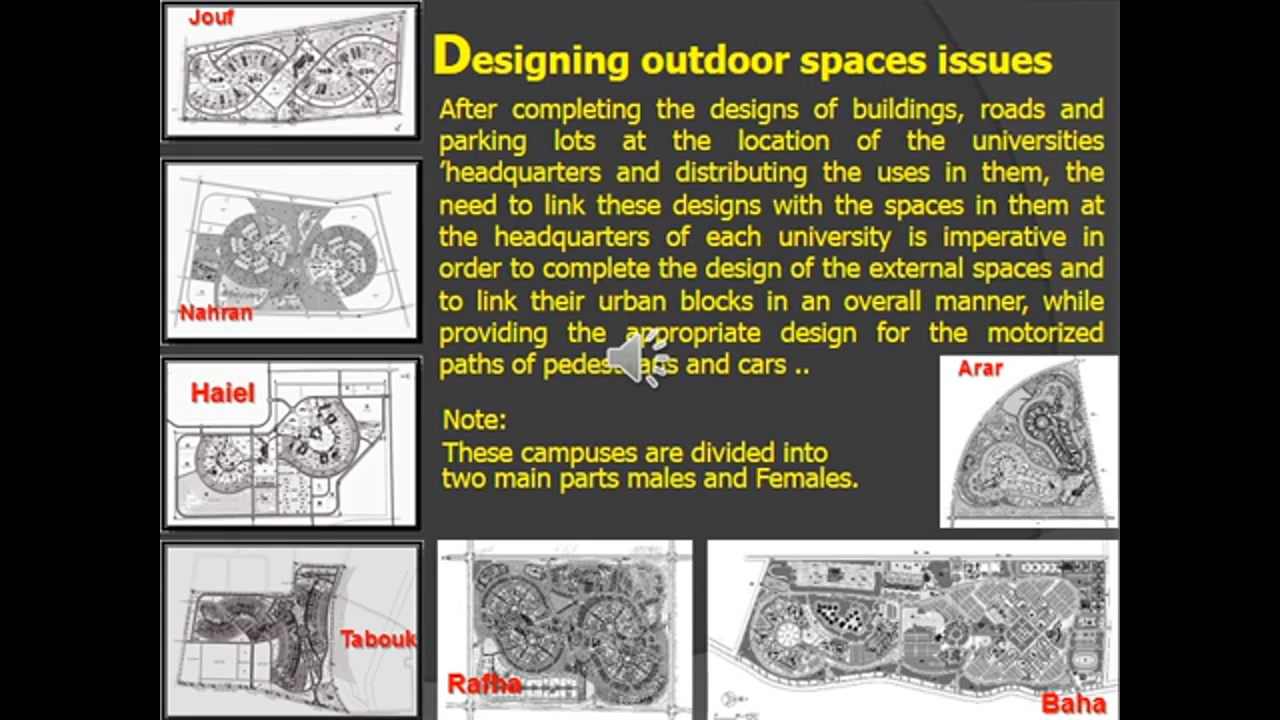 Jouf
Designing outdoor spaces issues
After completing the designs of buildings, roads and
parking lots at the location of the universities
’headquarters and distributing the uses in them, the
need to link these designs with the spaces in them at
the headquarters of each university is imperative in
order to complete the design of the external spaces and
to link their urban blocks in an overall manner, while
providing the appropriate design for the motorized
paths of and cars ..
Nahran
Haiel
Arar
Note:
These campuses are divided into
two main parts males and Females.
Tabouk
Rafha
Baha